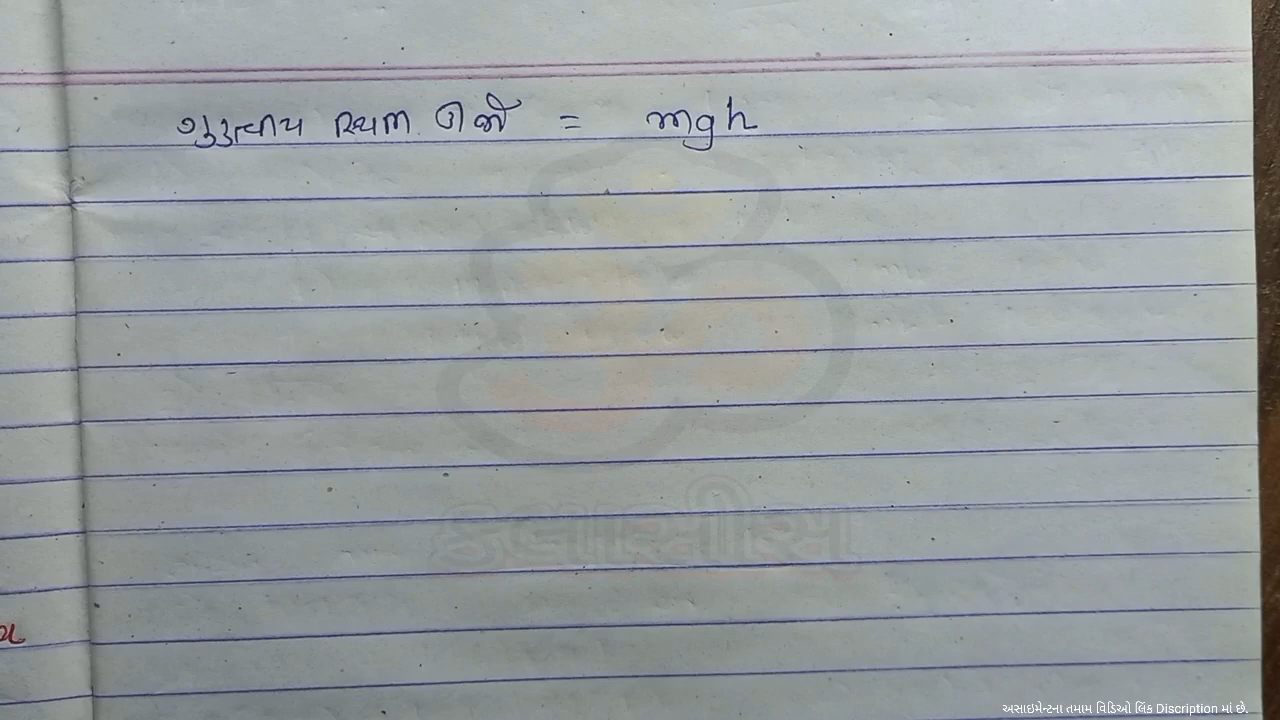 ગુરુત્વીય સ્થિતિ ઊર્જા = mgh
ૐ
ક્લાસીસ
અસાઇમેન્ટના તમામ વિડિઓ લિંક Discription માં છે.